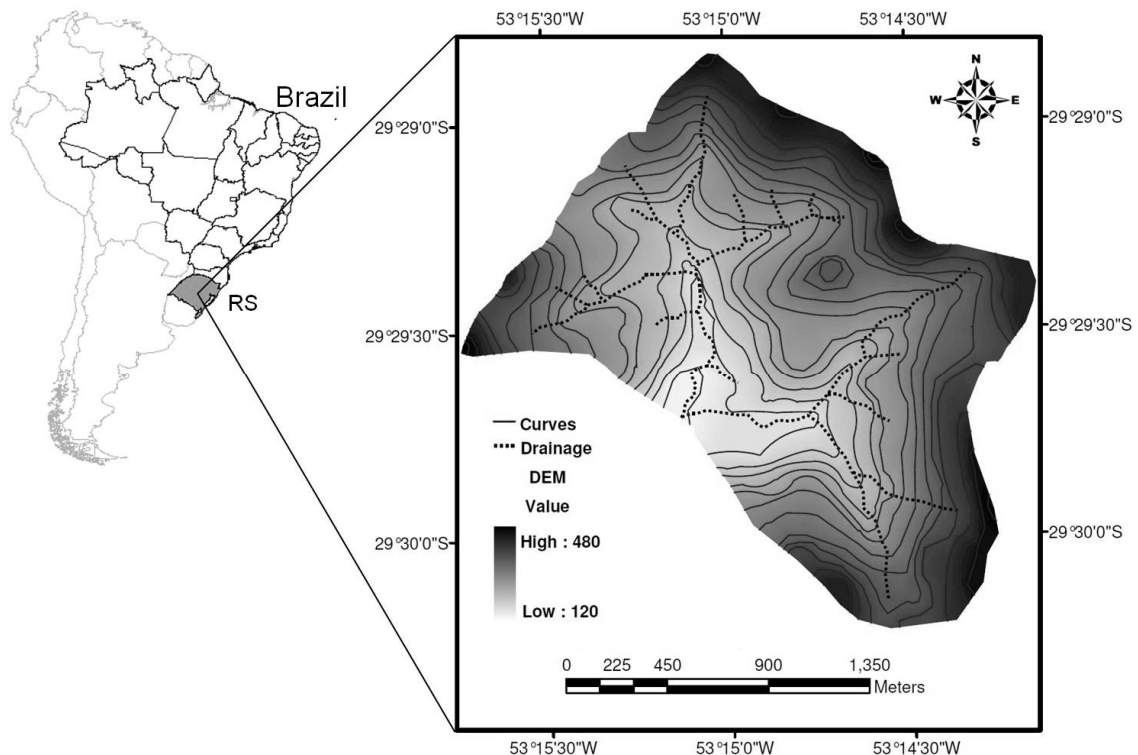 Brazil
RS
53°15'30"W 53°15'0"W 53°14'30"W
N
W E
S
29°29'0"S 29°29'0"S
29°29'30"S 29°29'30"S
29°30'0"S 29°30'0"S
Curves
Drainage
DEM
Value
High : 480
Low : 120
0 225 450 900 1,350
Meters
53°15'30"W 53°15'0"W 53°14'30"W